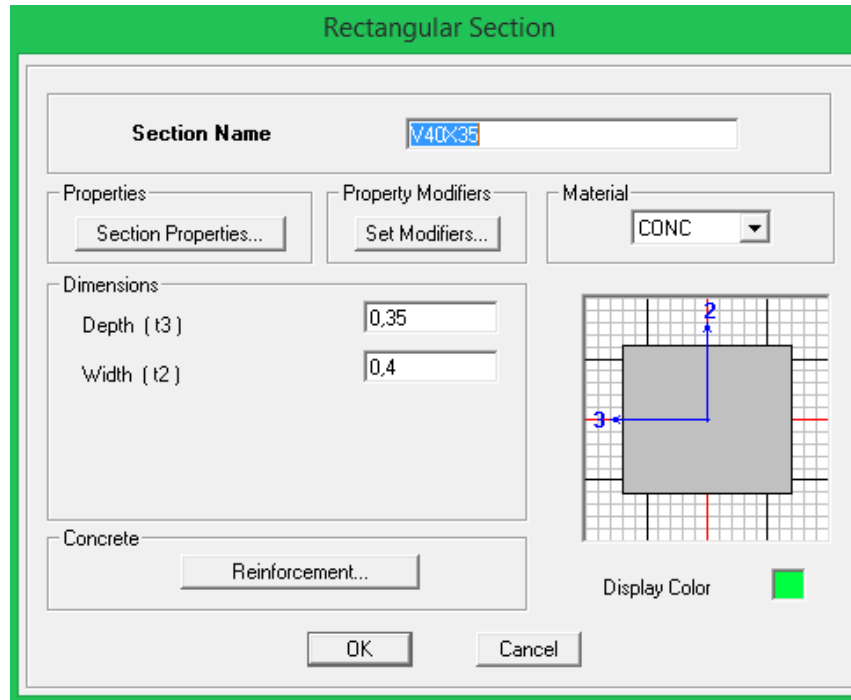 Rectangular Section
Section Name V40X35
Properties Property Modifiers Material
Section Properties... Set Modifiers... CONC
Dimensions
Depth ( t3 ) 0,35
Width ( t2 ) 0,4
2
3
Concrete
Reinforcement...
Display Color
OK Cancel